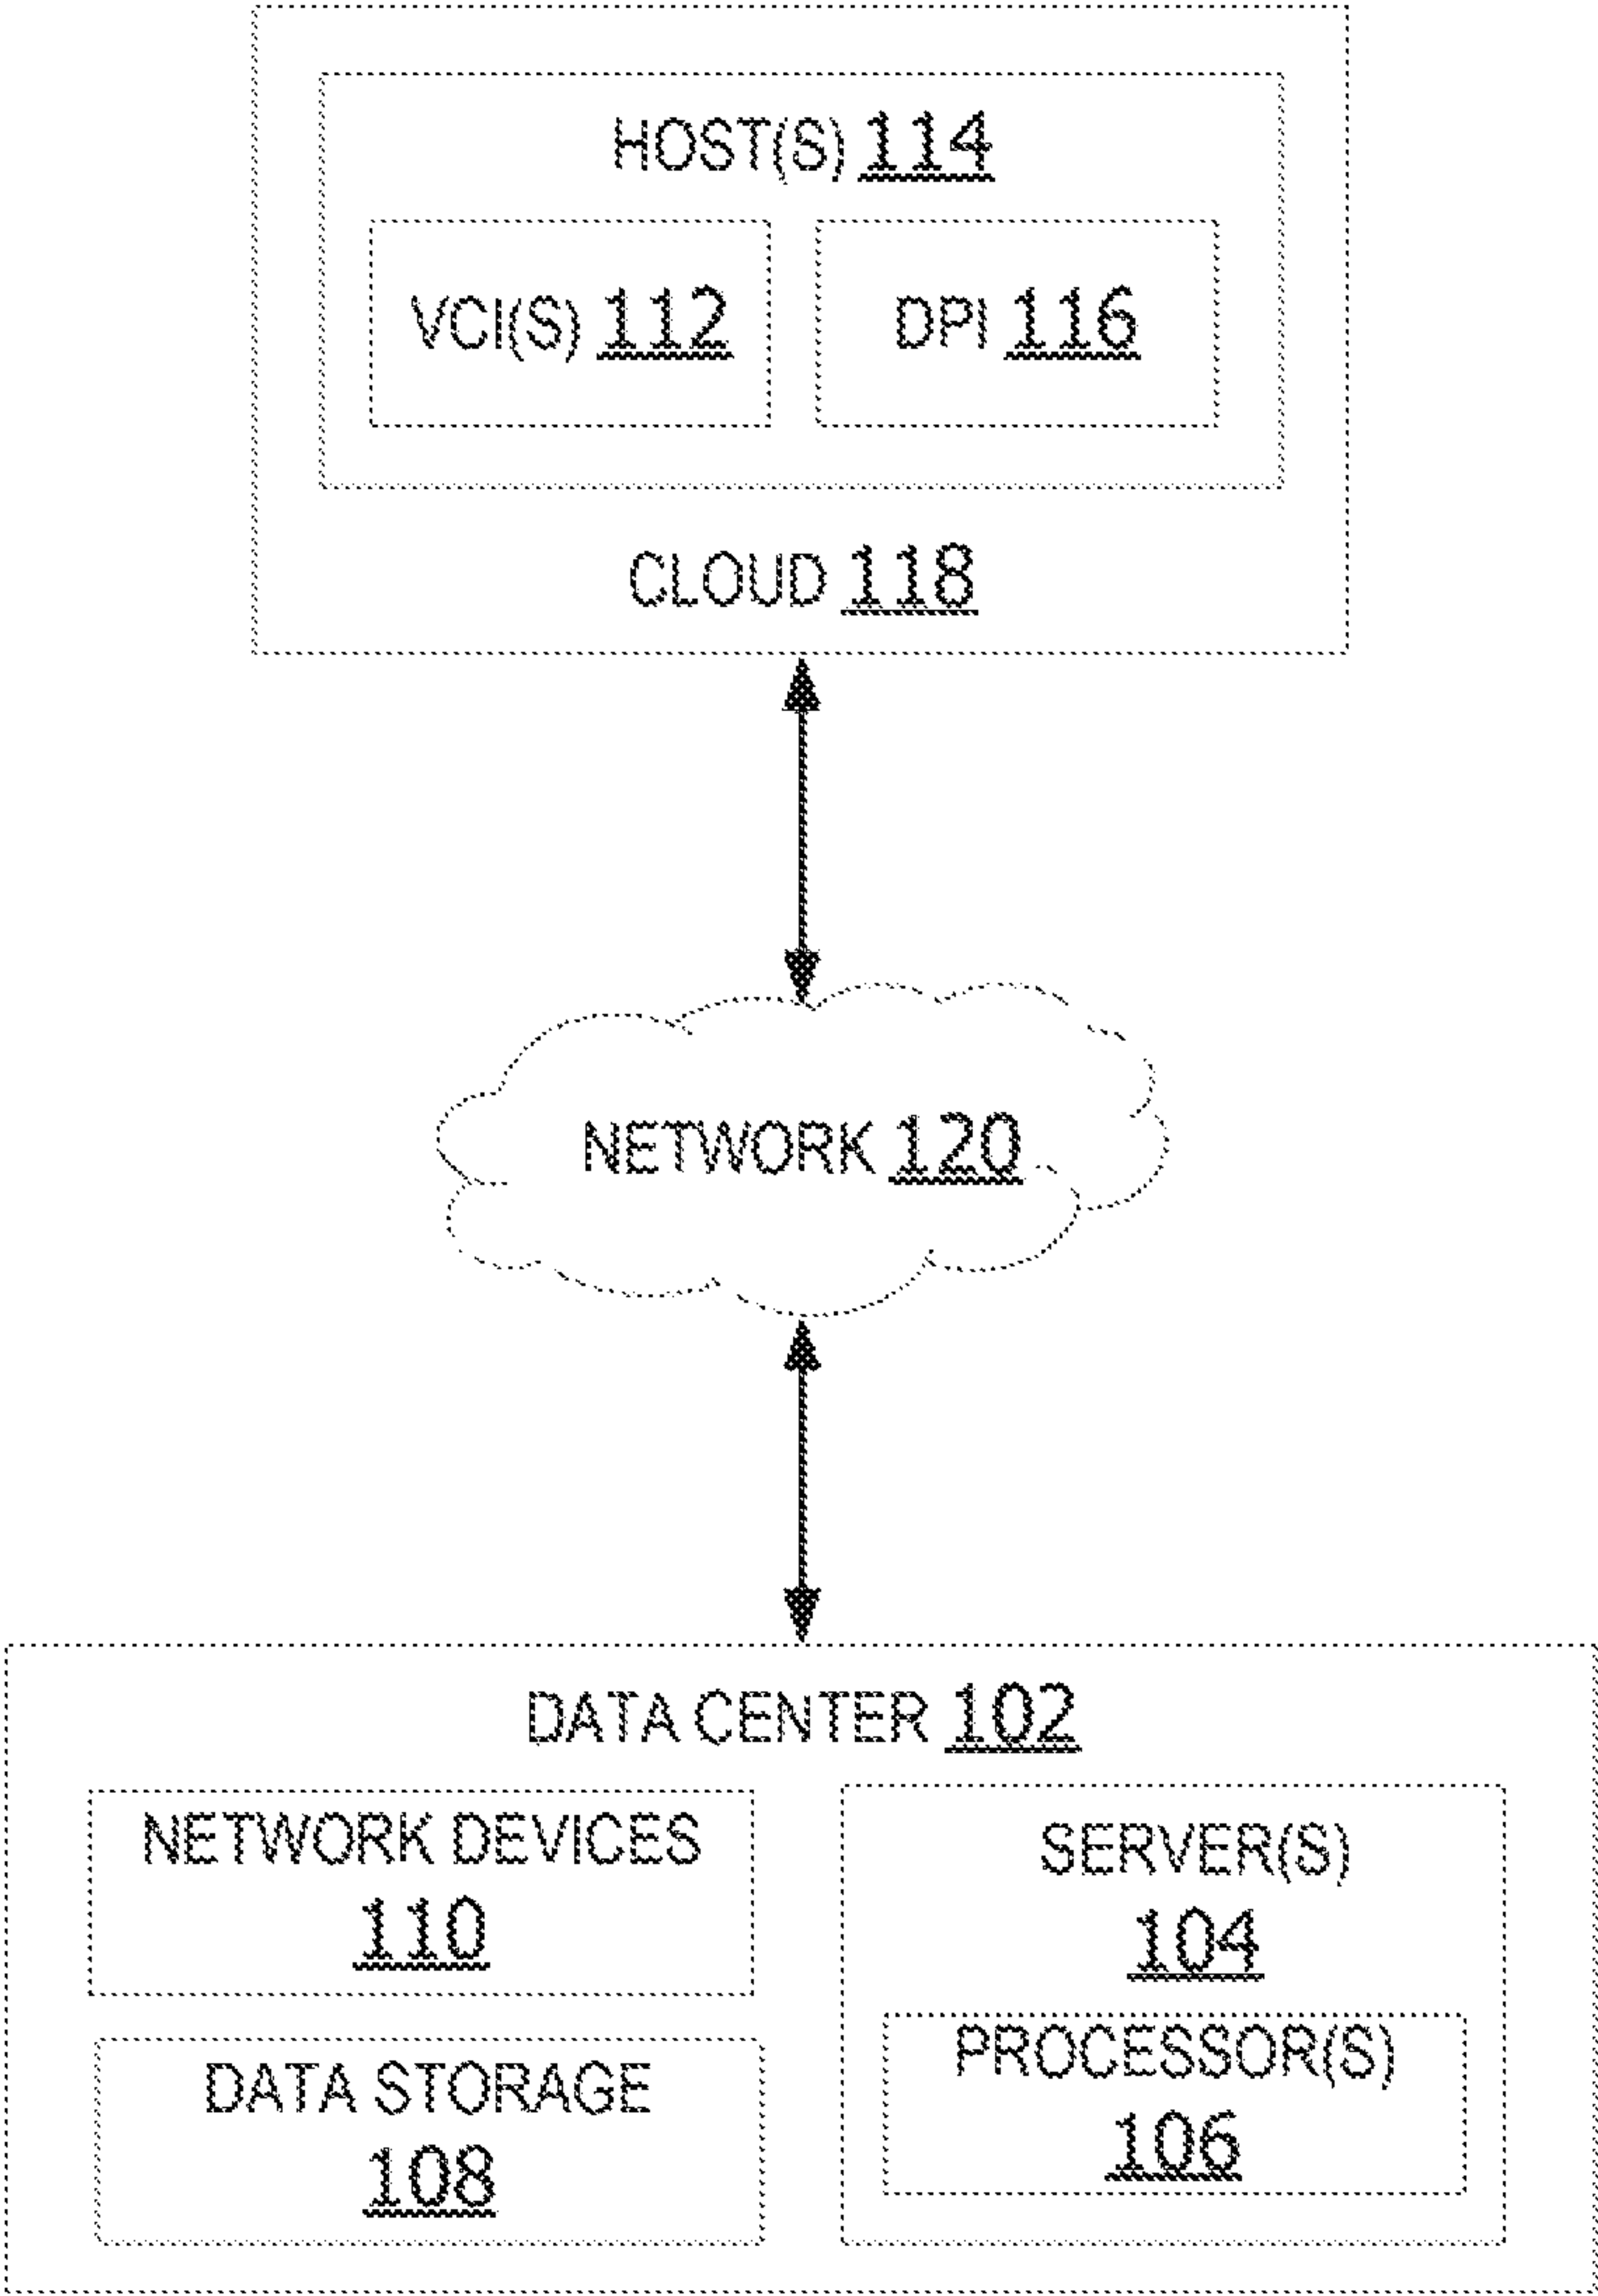 HOST(S) 114
VCI(S) 112
DPI 116
CLOUD 118
NETWORK 120
DATA CENTER 102
NETWORK DEVICES
110
DATA STORAGE
108
SERVER(S)
104
PROCESSOR(S)
106